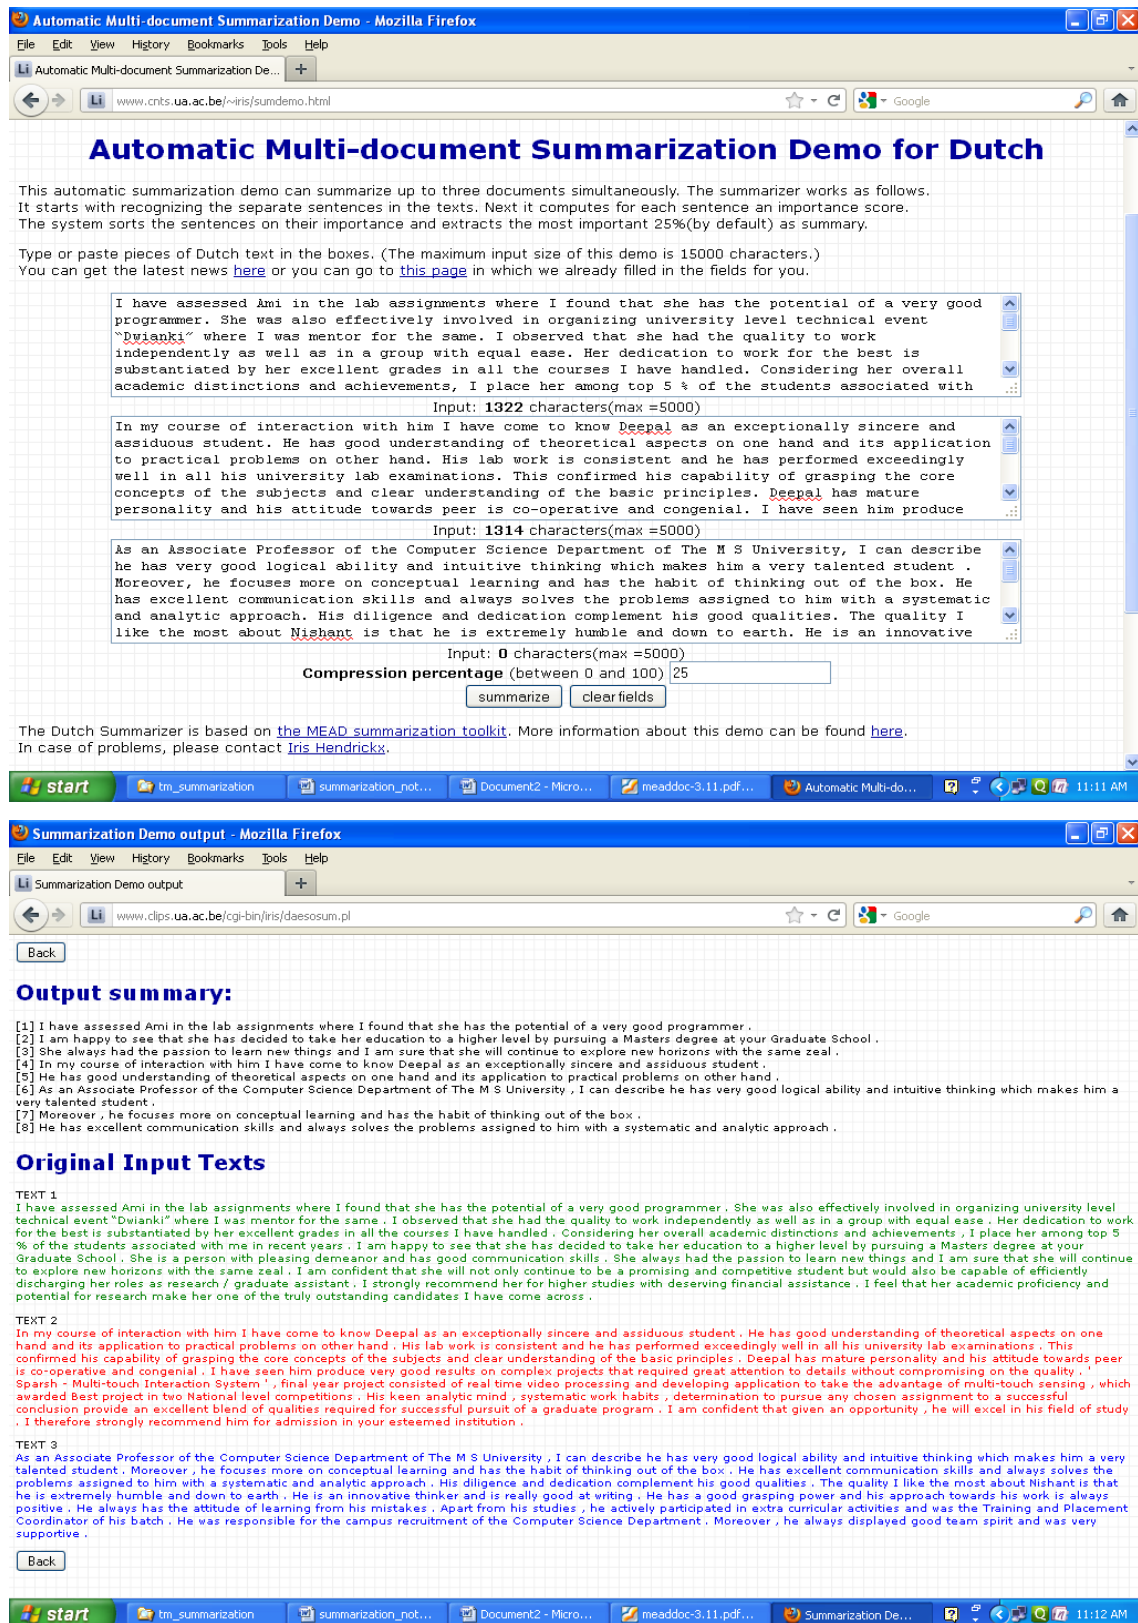 Automatic Multi-document Summarization Demo - Mozilla Firefox
File Edit View History Bookmarks Tools Help
Li Automatic Multi-document Summarization De... +
Li www.cnts.ua.ac.be/~iris/sumdemo.html Google
Automatic Multi-document Summarization Demo for Dutch
This automatic summarization demo can summarize up to three documents simultaneously. The summarizer works as follows.
It starts with recognizing the separate sentences in the texts. Next it computes for each sentence an importance score.
The system sorts the sentences on their importance and extracts the most important 25%(by default) as summary.
Type or paste pieces of Dutch text in the boxes. (The maximum input size of this demo is 15000 characters.)
You can get the latest news here or you can go to this page in which we already filled in the fields for you.
I have assessed Ami in the lab assignments where I found that she has the potential of a very good
programmer. She was also effectively involved in organizing university level technical event
“Dwianki” where I was mentor for the same. I observed that she had the quality to work
independently as well as in a group with equal ease. Her dedication to work for the best is
substantiated by her excellent grades in all the courses I have handled. Considering her overall
academic distinctions and achievements, I place her among top 5 % of the students associated with
Input: 1322 characters(max =5000)
In my course of interaction with him I have come to know Deepal as an exceptionally sincere and
assiduous student. He has good understanding of theoretical aspects on one hand and its application
to practical problems on other hand. His lab work is consistent and he has performed exceedingly
well in all his university lab examinations. This confirmed his capability of grasping the core
concepts of the subjects and clear understanding of the basic principles. Deepal has mature
personality and his attitude towards peer is co-operative and congenial. I have seen him produce
Input: 1314 characters(max =5000)
As an Associate Professor of the Computer Science Department of The M S University, I can describe
he has very good logical ability and intuitive thinking which makes him a very talented student .
Moreover, he focuses more on conceptual learning and has the habit of thinking out of the box. He
has excellent communication skills and always solves the problems assigned to him with a systematic
and analytic approach. His diligence and dedication complement his good qualities. The quality I
like the most about Nishant is that he is extremely humble and down to earth. He is an innovative
Input: 0 characters(max =5000)
Compression percentage (between 0 and 100) 25
summarize clear fields
The Dutch Summarizer is based on the MEAD summarization toolkit. More information about this demo can be found here.
In case of problems, please contact Iris Hendrickx.
start tm_summarization summarization_not... Document2 - Micro... meaddoc-3.11.pdf... Automatic Multi-do... 11:11 AM
Summarization Demo output - Mozilla Firefox
File Edit View History Bookmarks Tools Help
Li Summarization Demo output +
Li www.clips.ua.ac.be/cgi-bin/iris/daesosum.pl Google
Back
Output summary:
[1] I have assessed Ami in the lab assignments where I found that she has the potential of a very good programmer .
[2] I am happy to see that she has decided to take her education to a higher level by pursuing a Masters degree at your Graduate School .
[3] She always had the passion to learn new things and I am sure that she will continue to explore new horizons with the same zeal .
[4] In my course of interaction with him I have come to know Deepal as an exceptionally sincere and assiduous student .
[5] He has good understanding of theoretical aspects on one hand and its application to practical problems on other hand .
[6] As an Associate Professor of the Computer Science Department of The M S University , I can describe he has very good logical ability and intuitive thinking which makes him a
very talented student .
[7] Moreover , he focuses more on conceptual learning and has the habit of thinking out of the box .
[8] He has excellent communication skills and always solves the problems assigned to him with a systematic and analytic approach .
Original Input Texts
TEXT 1
I have assessed Ami in the lab assignments where I found that she has the potential of a very good programmer . She was also effectively involved in organizing university level
technical event “Dwianki” where I was mentor for the same . I observed that she had the quality to work independently as well as in a group with equal ease . Her dedication to work
for the best is substantiated by her excellent grades in all the courses I have handled . Considering her overall academic distinctions and achievements , I place her among top 5
% of the students associated with me in recent years . I am happy to see that she has decided to take her education to a higher level by pursuing a Masters degree at your
Graduate School . She is a person with pleasing demeanor and has good communication skills . She always had the passion to learn new things and I am sure that she will continue
to explore new horizons with the same zeal . I am confident that she will not only continue to be a promising and competitive student but would also be capable of efficiently
discharging her roles as research / graduate assistant . I strongly recommend her for higher studies with deserving financial assistance . I feel that her academic proficiency and
potential for research make her one of the truly outstanding candidates I have come across .
TEXT 2
In my course of interaction with him I have come to know Deepal as an exceptionally sincere and assiduous student . He has good understanding of theoretical aspects on one
hand and its application to practical problems on other hand . His lab work is consistent and he has performed exceedingly well in all his university lab examinations . This
confirmed his capability of grasping the core concepts of the subjects and clear understanding of the basic principles . Deepal has mature personality and his attitude towards peer
is co-operative and congenial . I have seen him produce very good results on complex projects that required great attention to details without compromising on the quality . '
Sparsh - Multi-touch Interaction System ' , final year project consisted of real time video processing and developing application to take the advantage of multi-touch sensing , which
awarded Best project in two National level competitions . His keen analytic mind , systematic work habits , determination to pursue any chosen assignment to a successful
conclusion provide an excellent blend of qualities required for successful pursuit of a graduate program . I am confident that given an opportunity , he will excel in his field of study
. I therefore strongly recommend him for admission in your esteemed institution .
TEXT 3
As an Associate Professor of the Computer Science Department of The M S University , I can describe he has very good logical ability and intuitive thinking which makes him a very
talented student . Moreover , he focuses more on conceptual learning and has the habit of thinking out of the box . He has excellent communication skills and always solves the
problems assigned to him with a systematic and analytic approach . His diligence and dedication complement his good qualities . The quality I like the most about Nishant is that
he is extremely humble and down to earth . He is an innovative thinker and is really good at writing . He has a good grasping power and his approach towards his work is always
positive . He always has the attitude of learning from his mistakes . Apart from his studies , he actively participated in extra curricular activities and was the Training and Placement
Coordinator of his batch . He was responsible for the campus recruitment of the Computer Science Department . Moreover , he always displayed good team spirit and was very
supportive .
Back
start tm_summarization summarization_not... Document2 - Micro... meaddoc-3.11.pdf... Summarization De... 11:12 AM